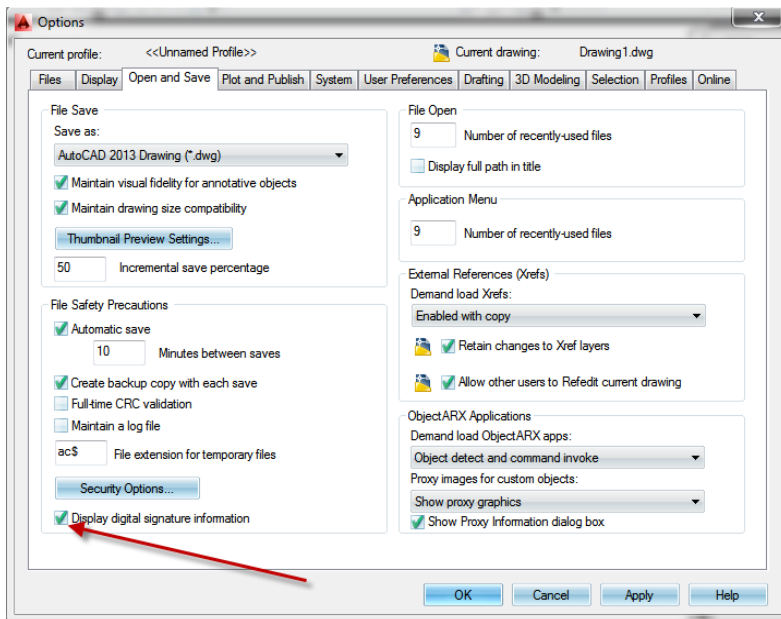 Options
Current profile: <<Unnamed Profile>> Current drawing: Drawing1.dwg
Files Display Open and Save Plot and Publish System User Preferences Drafting 3D Modeling Selection Profiles Online
File Save
Save as:
AutoCAD 2013 Drawing (*.dwg)
Maintain visual fidelity for annotative objects
Maintain drawing size compatibility
Thumbnail Preview Settings...
50 Incremental save percentage
File Safety Precautions
Automatic save
10 Minutes between saves
Create backup copy with each save
Full-time CRC validation
Maintain a log file
ac$ File extension for temporary files
Security Options...
Display digital signature information
File Open
9 Number of recently-used files
Display full path in title
Application Menu
9 Number of recently-used files
External References (Xrefs)
Demand load Xrefs:
Enabled with copy
Retain changes to Xref layers
Allow other users to Refedit current drawing
ObjectARX Applications
Demand load ObjectARX apps:
Object detect and command invoke
Proxy images for custom objects:
Show proxy graphics
Show Proxy Information dialog box
OK Cancel Apply Help